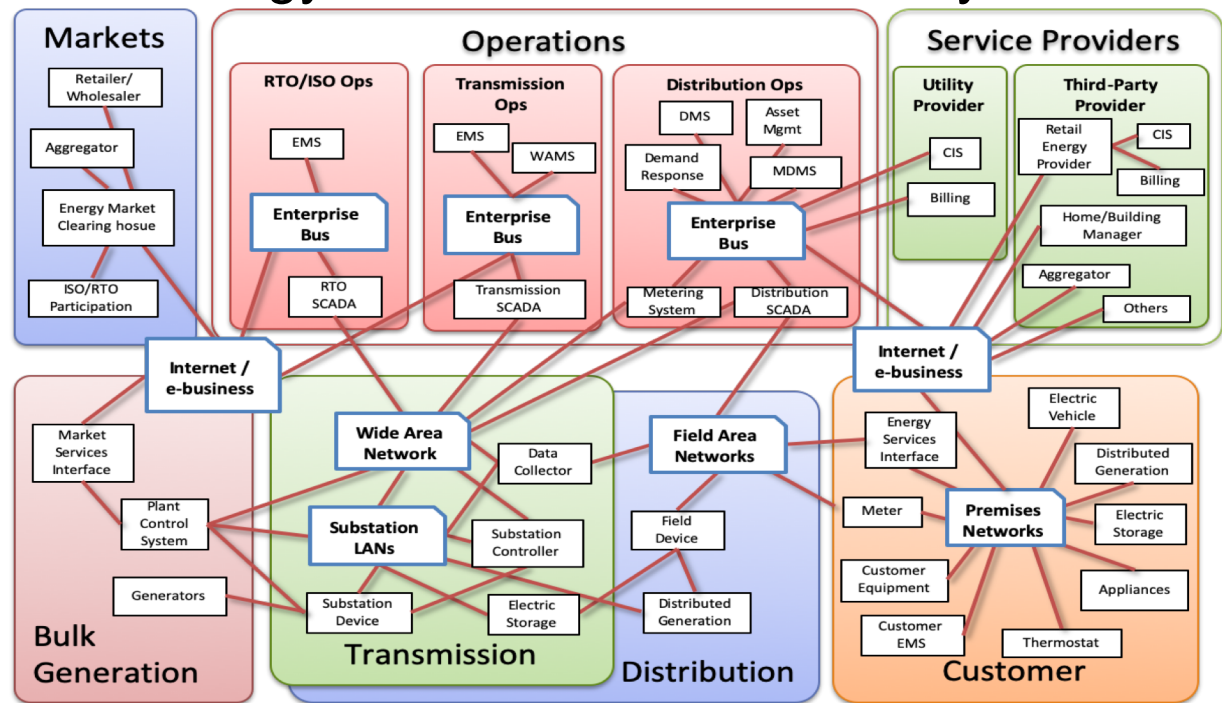 Markets
Retailer/
Wholesaler
Aggregator
Energy Market
Clearing hosue
ISO/RTO
Participation
Operations
RTO/ISO Ops
EMS
Enterprise
Bus
RTO
SCADA
Transmission
Ops
EMS
WAMS
Enterprise
Bus
Transmission
SCADA
Distribution Ops
DMS
Asset
Mgmt
Demand
Response
MDMS
Enterprise
Bus
Metering
System
Distribution
SCADA
Service Providers
Utility
Provider
CIS
Billing
Third-Party
Provider
Retail
Energy
Provider
CIS
Billing
Home/Building
Manager
Aggregator
Others
Internet /
e-business
Internet /
e-business
Market
Services
Interface
Plant
Control
System
Generators
Bulk
Generation
Wide Area
Network
Data
Collector
Substation
LANs
Substation
Controller
Substation
Device
Electric
Storage
Transmission
Field Area
Networks
Field
Device
Distributed
Generation
Distribution
Energy
Services
Interface
Electric
Vehicle
Distributed
Generation
Meter
Premises
Networks
Electric
Storage
Customer
Equipment
Appliances
Customer
EMS
Thermostat
Customer